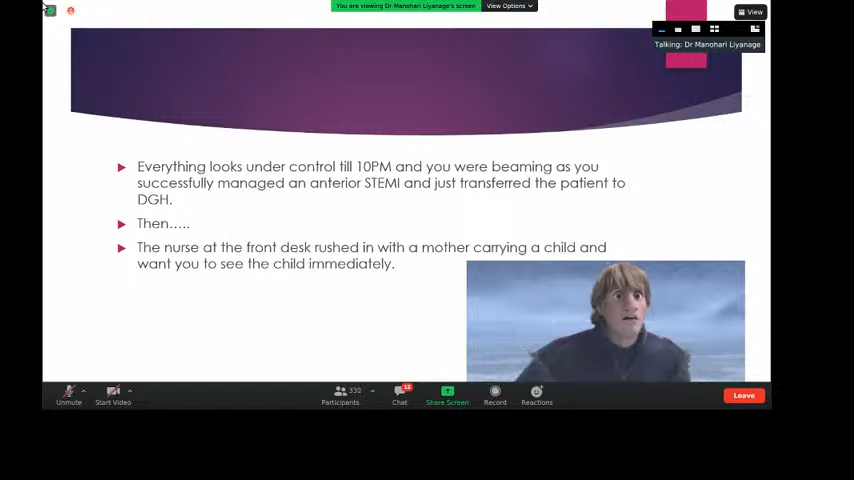 You are viewing Dr Manohari Liyanage's screen
View Options
View
Talking: Dr Manohari Liyanage
Everything looks under control till 10PM and you were beaming as you
successfully managed an anterior STEMI and just transferred the patient to
DGH.
Then.....
The nurse at the front desk rushed in with a mother carrying a child and
want you to see the child immediately.
Unmute
Start Video
330
Participants
12
Chat
Share Screen
Record
Reactions
Leave